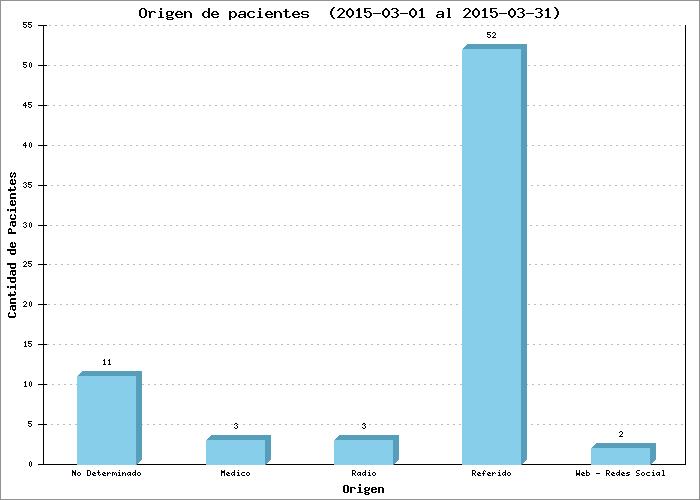 Origen de pacientes  (2015-03-01 al 2015-03-31)
Cantidad de Pacientes
55
50
45
40
35
30
25
20
15
10
5
0
11
3
3
52
2
No Determinado
Medico
Radio
Referido
Web - Redes Social
Origen